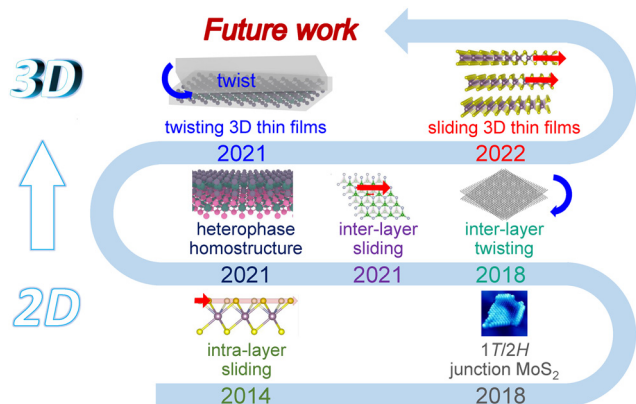 Future work
3D
twist
twisting 3D thin films
2021
sliding 3D thin films
2022
heterophase
homostructure
2021
inter-layer
sliding
2021
inter-layer
twisting
2018
2D
intra-layer
sliding
2014
1T/2H
junction MoS₂
2018